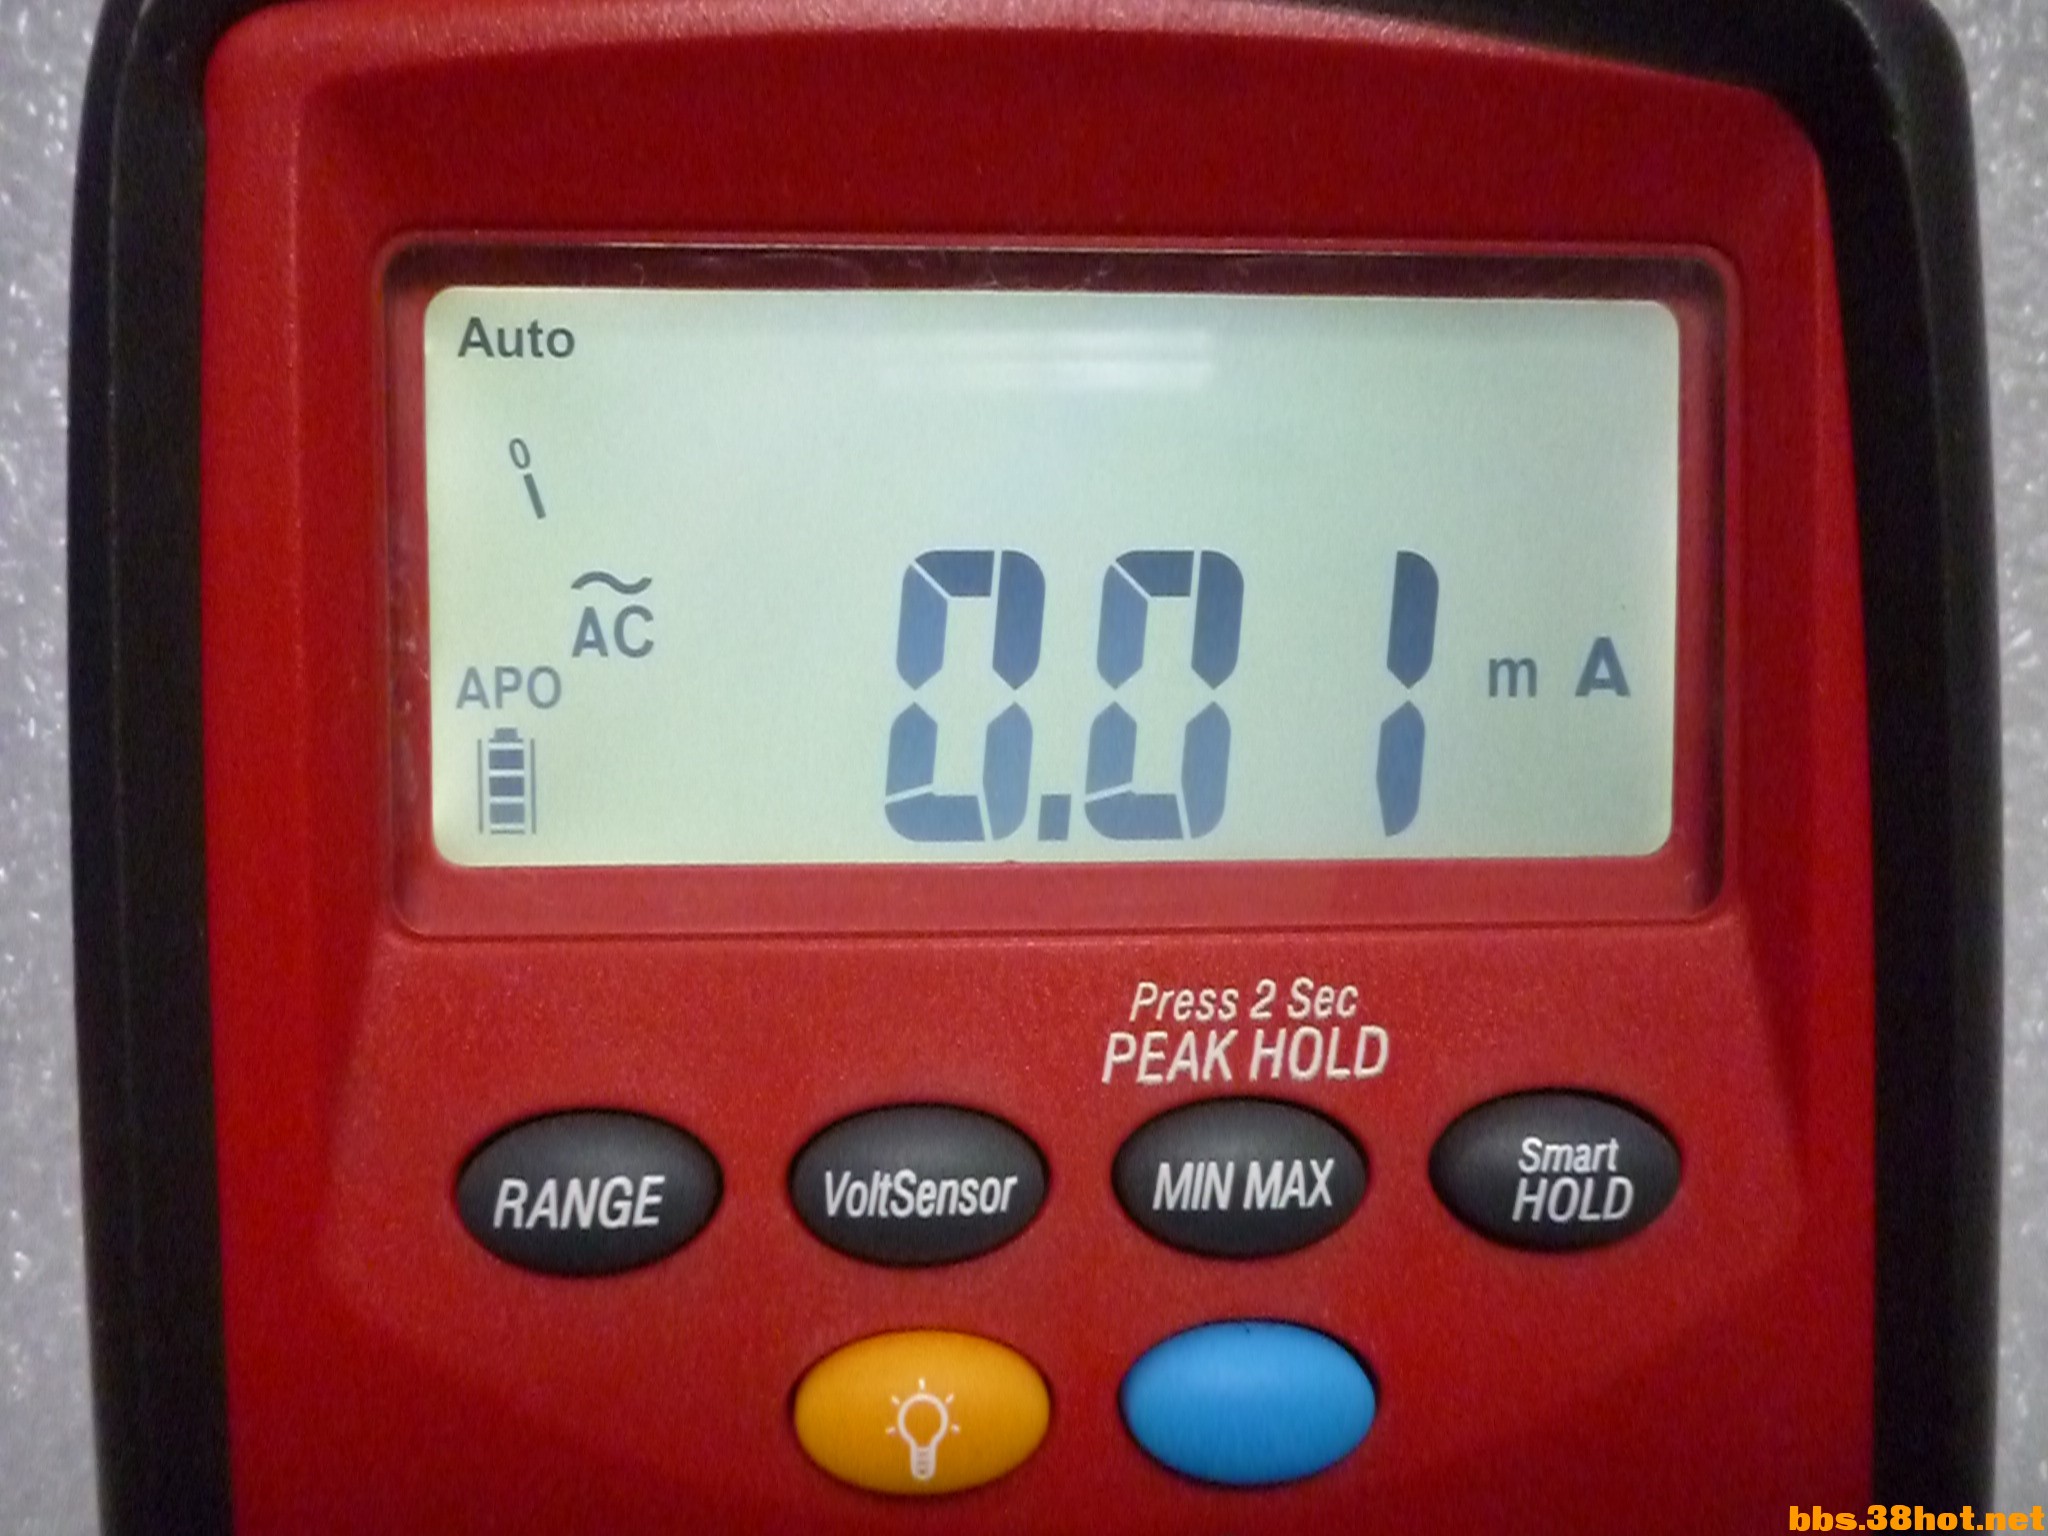 Auto
0
AC
APO
0.01 m A
Press 2 Sec
PEAK HOLD
RANGE
VoltSensor
MIN MAX
Smart
HOLD
bbs.38hot.net